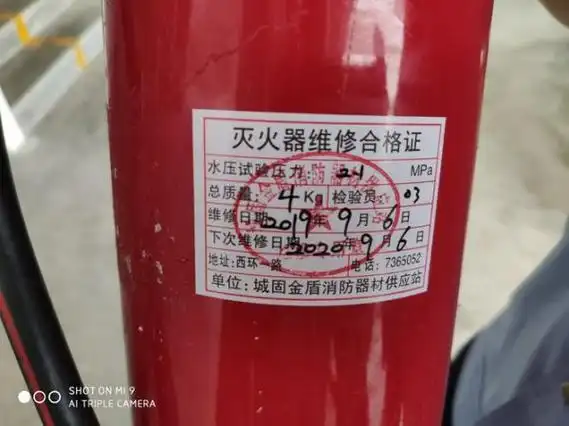 灭火器维修合格证
水压试验压力: 2.1 MPa
总质量: 4 Kg 检验员 03
维修日期 2019年 9月 6日
下次维修日期 2020年 9月 6日
地址:西环一路 电话:7365052
单位:城固金盾消防器材供应站
SHOT ON MI 9
AI TRIPLE CAMERA